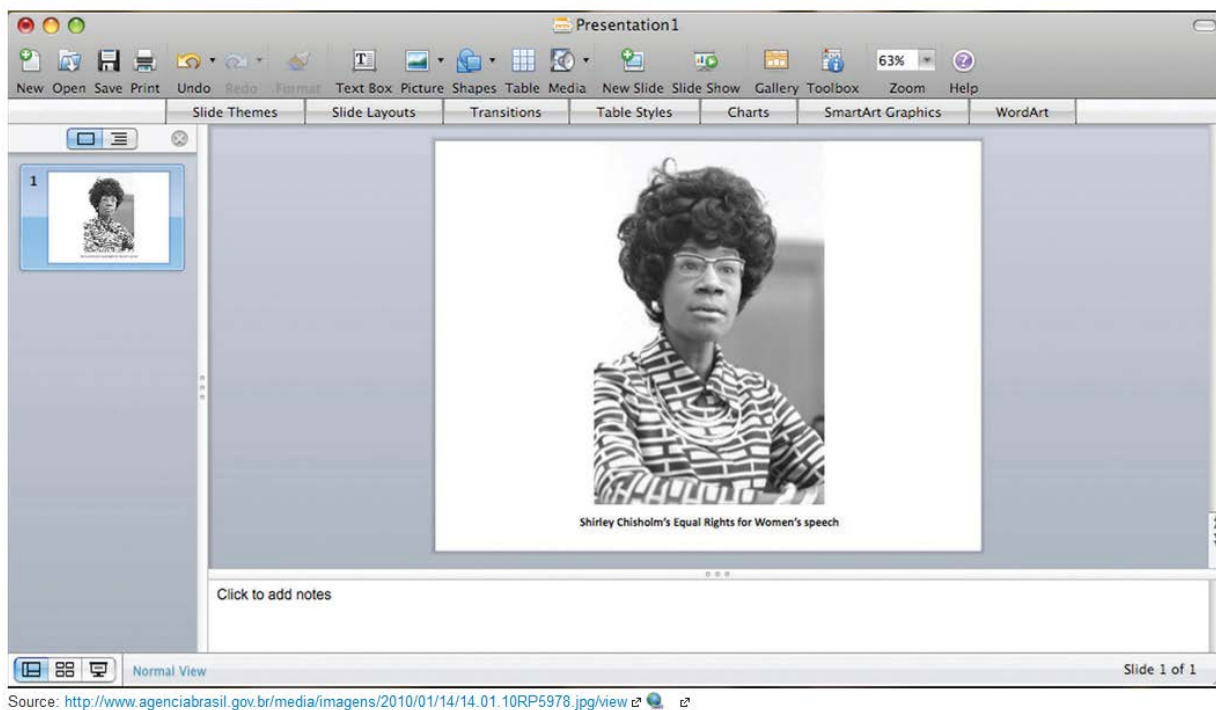 Presentation1
New Open Save Print Undo Redo Format Text Box Picture Shapes Table Media New Slide Slide Show Gallery Toolbox Zoom Help
63%
Slide Themes Slide Layouts Transitions Table Styles Charts SmartArt Graphics WordArt
1
Shirley Chisholm's Equal Rights for Women's speech
Click to add notes
Normal View
Slide 1 of 1
Source: http://www.agenciabrasil.gov.br/media/imagens/2010/01/14/14.01.10RP5978.jpg/view